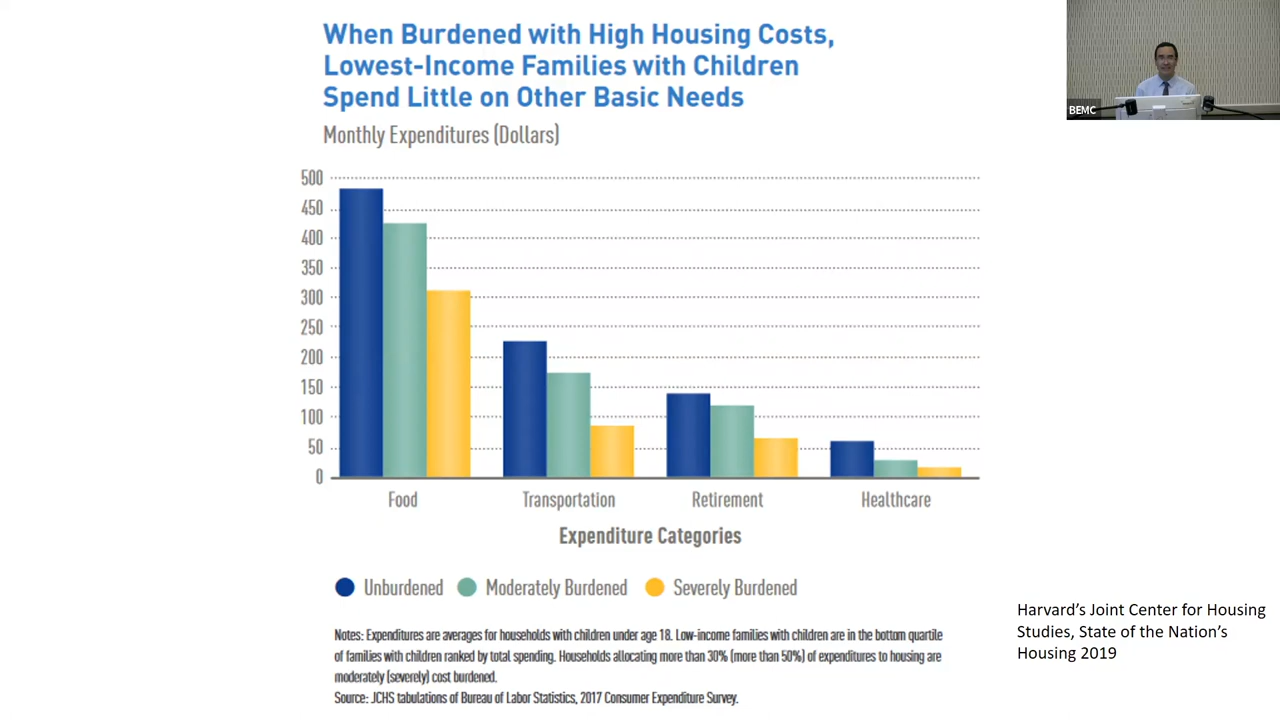 When Burdened with High Housing Costs,
Lowest-Income Families with Children
Spend Little on Other Basic Needs
Monthly Expenditures (Dollars)
BEMC
500
450
400
350
300
250
200
150
100
50
0
Food Transportation Retirement Healthcare
Expenditure Categories
Unburdened Moderately Burdened Severely Burdened
Notes: Expenditures are averages for households with children under age 18. Low-income families with children are in the bottom quartile
of families with children ranked by total spending. Households allocating more than 30% (more than 50%) of expenditures to housing are
moderately (severely) cost burdened.
Source: JCHS tabulations of Bureau of Labor Statistics, 2017 Consumer Expenditure Survey.
Harvard's Joint Center for Housing
Studies, State of the Nation's
Housing 2019